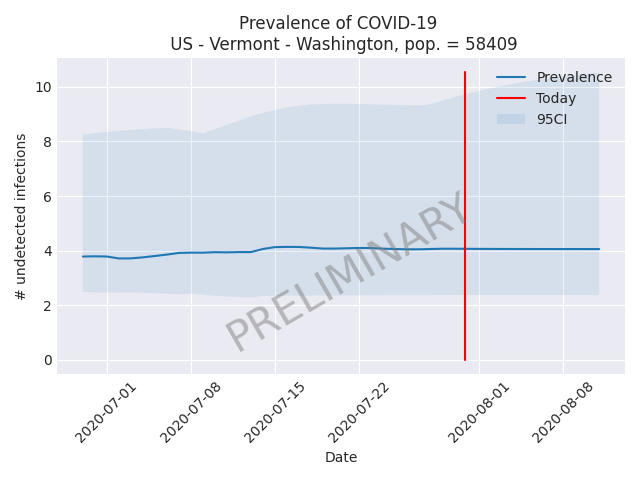 Prevalence of COVID-19
US - Vermont - Washington, pop. = 58409
10
8
6
4
2
0
# undetected infections
Prevalence
Today
95CI
PRELIMINARY
2020-07-01
2020-07-08
2020-07-15
2020-07-22
2020-08-01
2020-08-08
Date